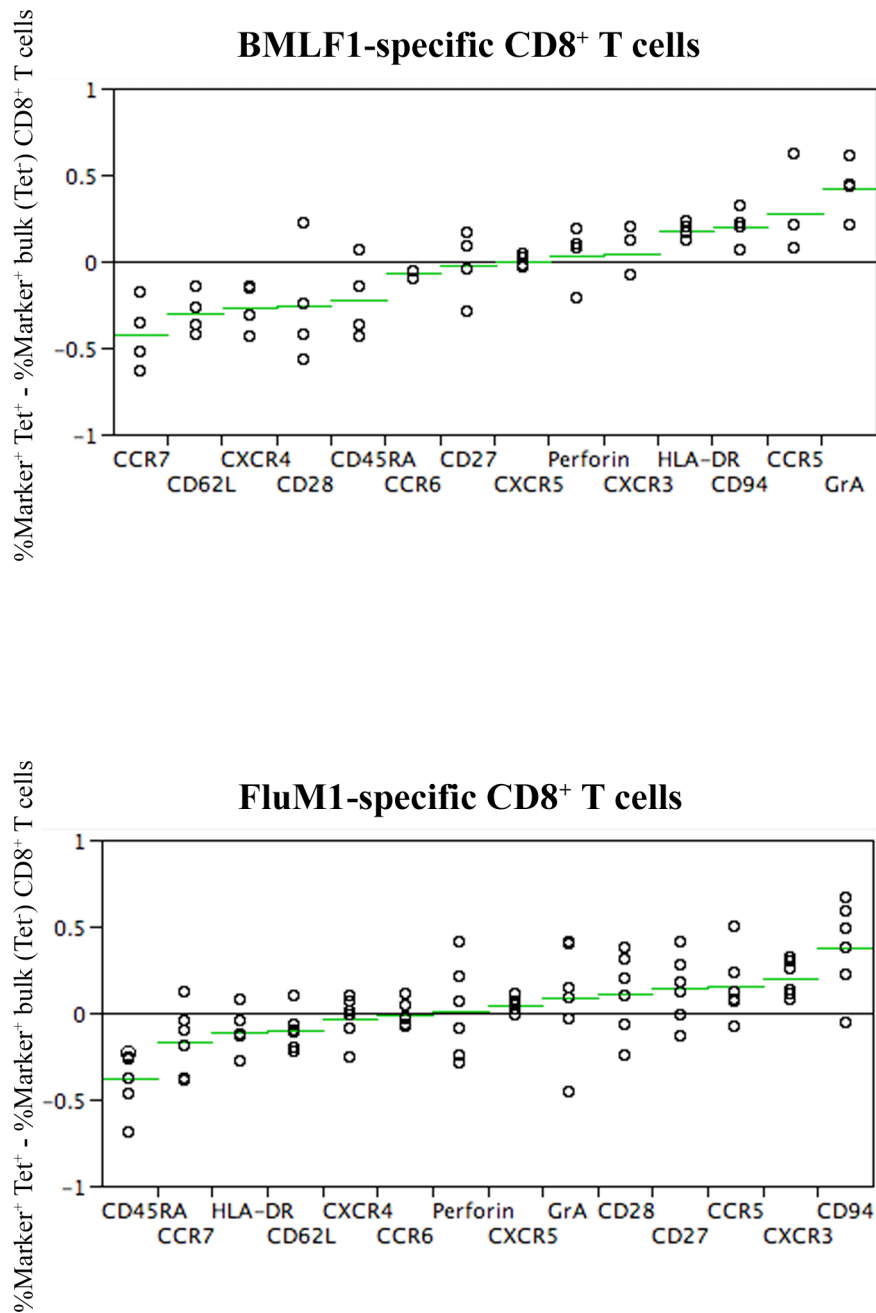 BMLF1-specific CD8⁺ T cells
%Marker⁺ Tet⁺ - %Marker⁺ bulk (Tet⁻) CD8⁺ T cells
1
0.5
0
−0.5
−1
CCR7 CXCR4 CD45RA CD27 Perforin HLA−DR CCR5
CD62L CD28 CCR6 CXCR5 CXCR3 CD94 GrA
FluM1-specific CD8⁺ T cells
%Marker⁺ Tet⁺ - %Marker⁺ bulk (Tet⁻) CD8⁺ T cells
1
0.5
0
−0.5
−1
CD45RA HLA−DR CXCR4 Perforin GrA CD28 CCR5 CD94
CCR7 CD62L CCR6 CXCR5 CD27 CXCR3